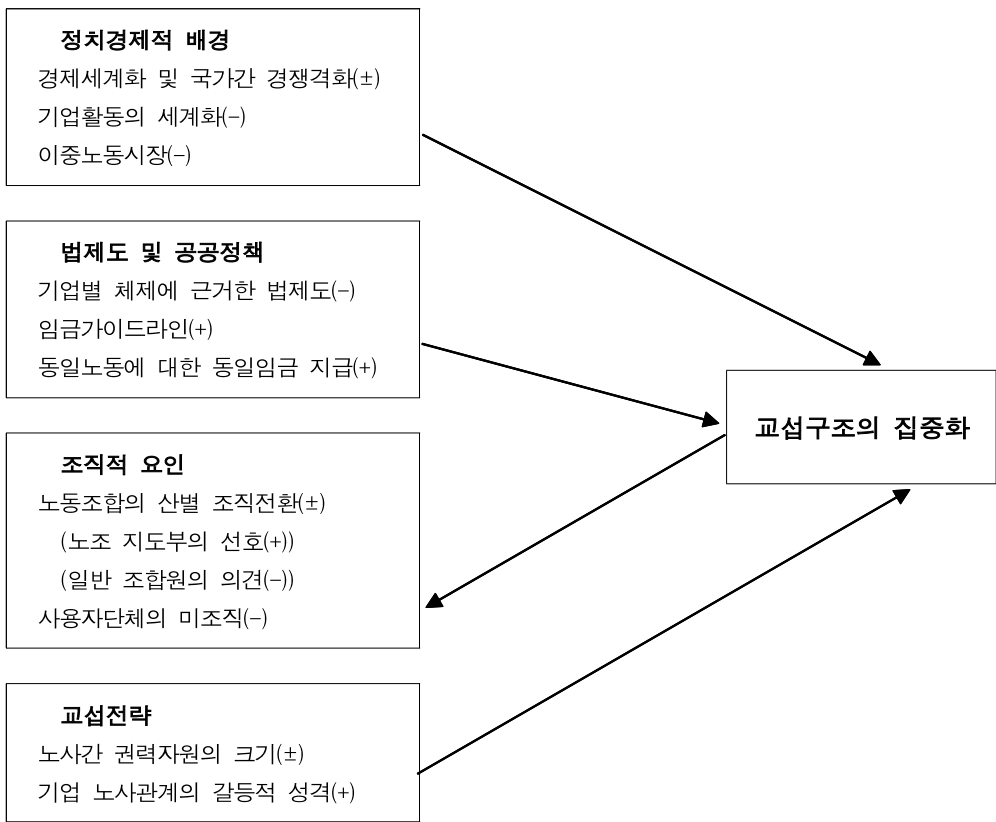 정치경제적 배경
경제세계화 및 국가간 경쟁격화(±)
기업활동의 세계화(−)
이중노동시장(−)
법제도 및 공공정책
기업별 체제에 근거한 법제도(−)
임금가이드라인(+)
동일노동에 대한 동일임금 지급(+)
교섭구조의 집중화
조직적 요인
노동조합의 산별 조직전환(±)
(노조 지도부의 선호(+))
(일반 조합원의 의견(−))
사용자단체의 미조직(−)
교섭전략
노사간 권력자원의 크기(±)
기업 노사관계의 갈등적 성격(+)